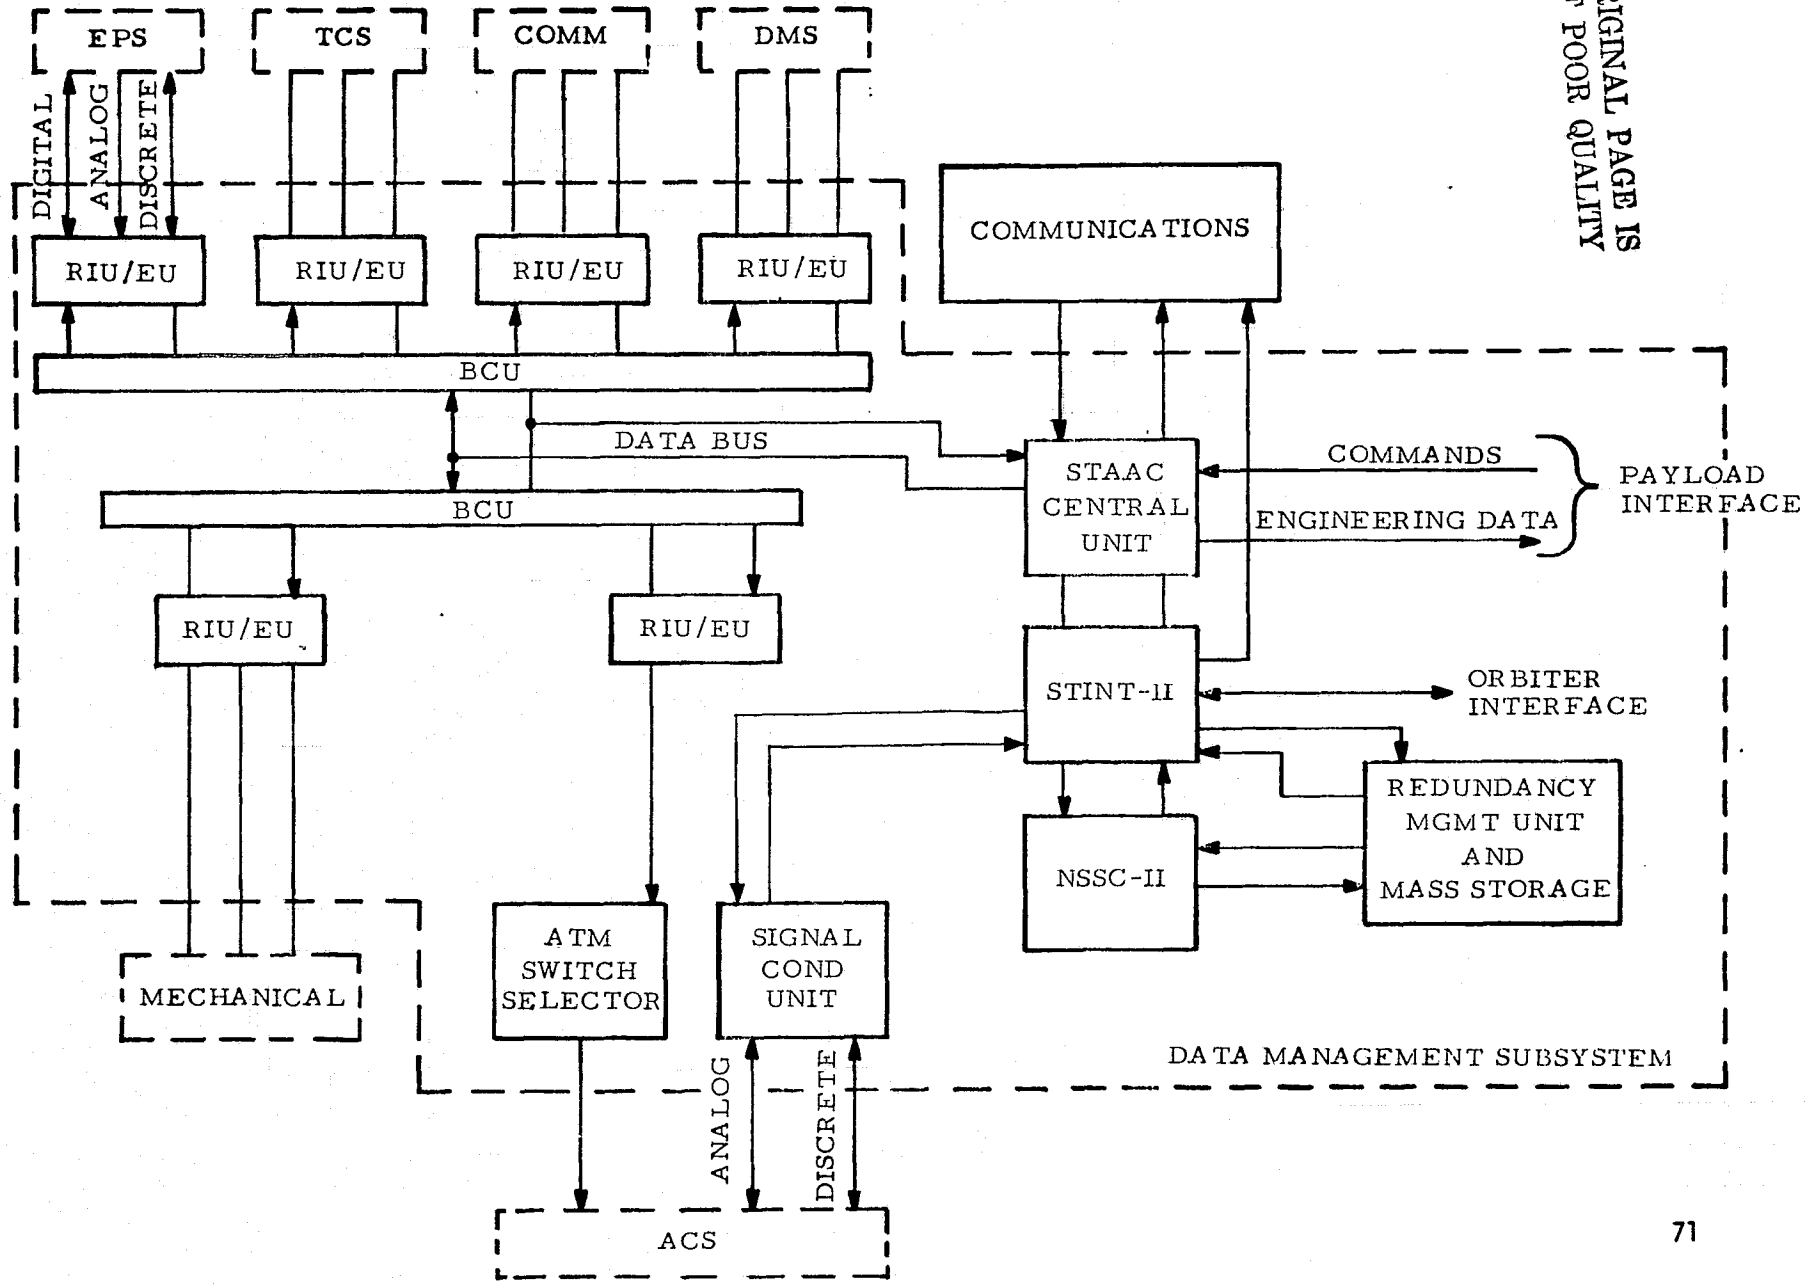 EPS
TCS
COMM
DMS
ORIGINAL PAGE IS
POOR QUALITY
DIGITAL
ANALOG
DISCRETE
RIU/EU
RIU/EU
RIU/EU
RIU/EU
COMMUNICATIONS
BCU
DATA BUS
BCU
STAAC
CENTRAL
UNIT
COMMANDS
ENGINEERING DATA
PAYLOAD
INTERFACE
RIU/EU
RIU/EU
STINT-II
ORBITER
INTERFACE
REDUNDANCY
MGMT UNIT
AND
MASS STORAGE
NSSC-II
ATM
SWITCH
SELECTOR
SIGNAL
COND
UNIT
MECHANICAL
DATA MANAGEMENT SUBSYSTEM
ANALOG
DISCRETE
ACS
71